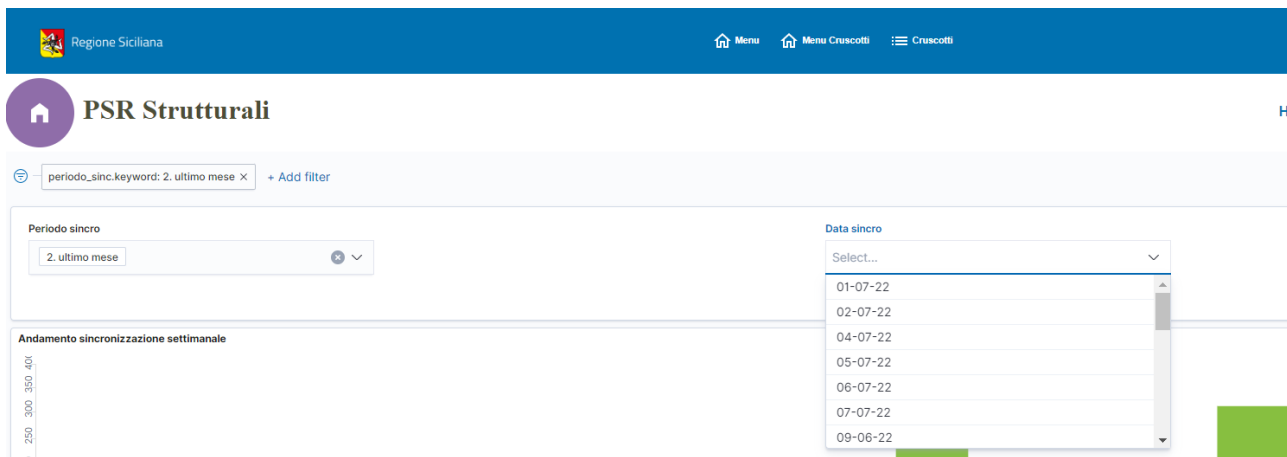 Regione Siciliana
Menu
Menu Cruscotti
Cruscotti
PSR Strutturali
H
periodo_sinc.keyword: 2. ultimo mese ×
+ Add filter
Periodo sincro
2. ultimo mese
Data sincro
Select...
01-07-22
02-07-22
04-07-22
05-07-22
06-07-22
07-07-22
09-06-22
Andamento sincronizzazione settimanale
400
350
300
250